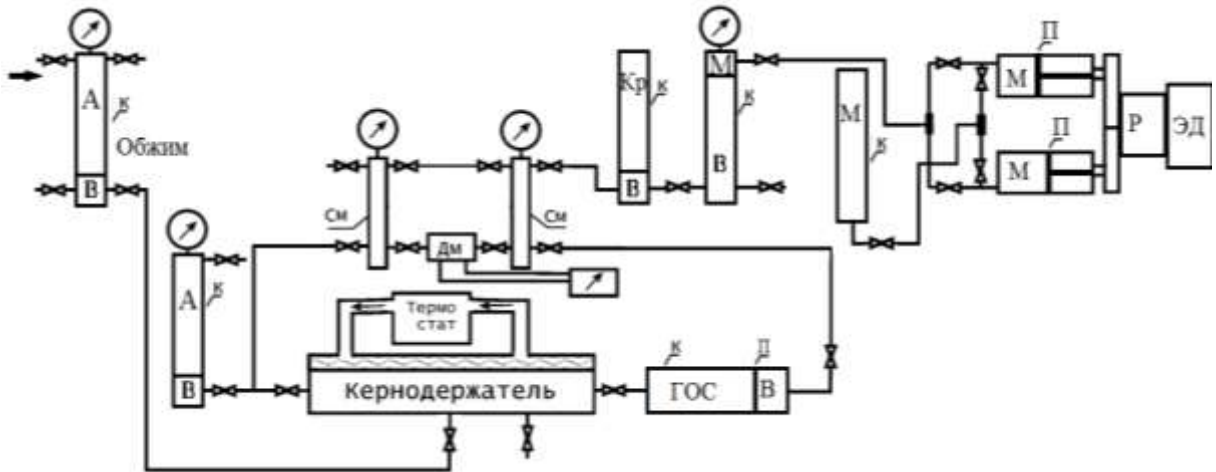 А
к
Обжим
В
А
к
В
См
См
Дм
Термо
стат
Кернодержатель
Кр
к
В
М
к
В
М
к
П
М
П
М
Р
ЭД
к
П
ГОС
В